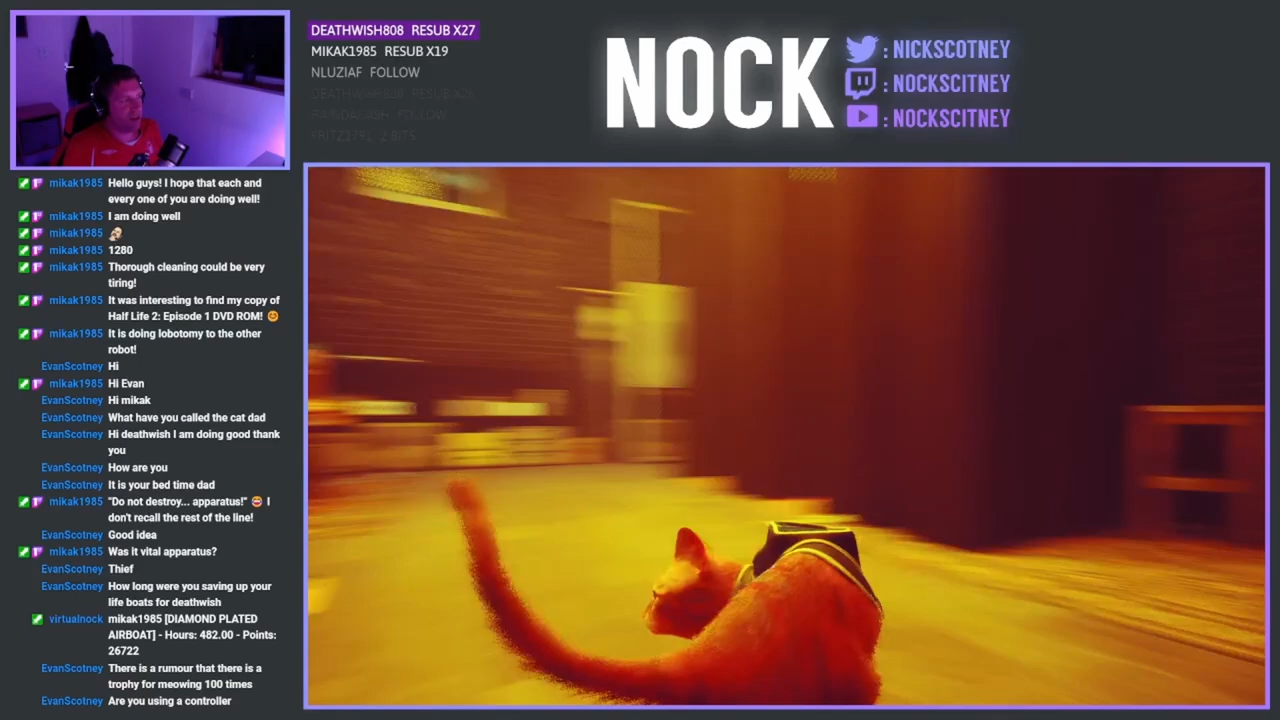 DEATHWISH808 RESUB X27
MIKAK1985 RESUB X19
NLUZIAF FOLLOW
DEATHWISH808 RESUB X26
FOLLOW
FRITZ1791 2 BITS
NOCK
: NICKSCOTNEY
: NOCKSCITNEY
: NOCKSCITNEY
mikak1985 Hello guys! I hope that each and
every one of you are doing well!
mikak1985 I am doing well
mikak1985
mikak1985 1280
mikak1985 Thorough cleaning could be very
tiring!
mikak1985 It was interesting to find my copy of
Half Life 2: Episode 1 DVD ROM!
mikak1985 It is doing lobotomy to the other
robot!
EvanScotney Hi
mikak1985 Hi Evan
EvanScotney Hi mikak
EvanScotney What have you called the cat dad
EvanScotney Hi deathwish I am doing good thank
you
EvanScotney How are you
EvanScotney It is your bed time dad
mikak1985 "Do not destroy... apparatus!" I
don't recall the rest of the line!
EvanScotney Good idea
mikak1985 Was it vital apparatus?
EvanScotney Thief
EvanScotney How long were you saving up your
life boats for deathwish
virtualnock mikak1985 [DIAMOND PLATED
AIRBOAT] - Hours: 482.00 - Points:
26722
EvanScotney There is a rumour that there is a
trophy for meowing 100 times
EvanScotney Are you using a controller